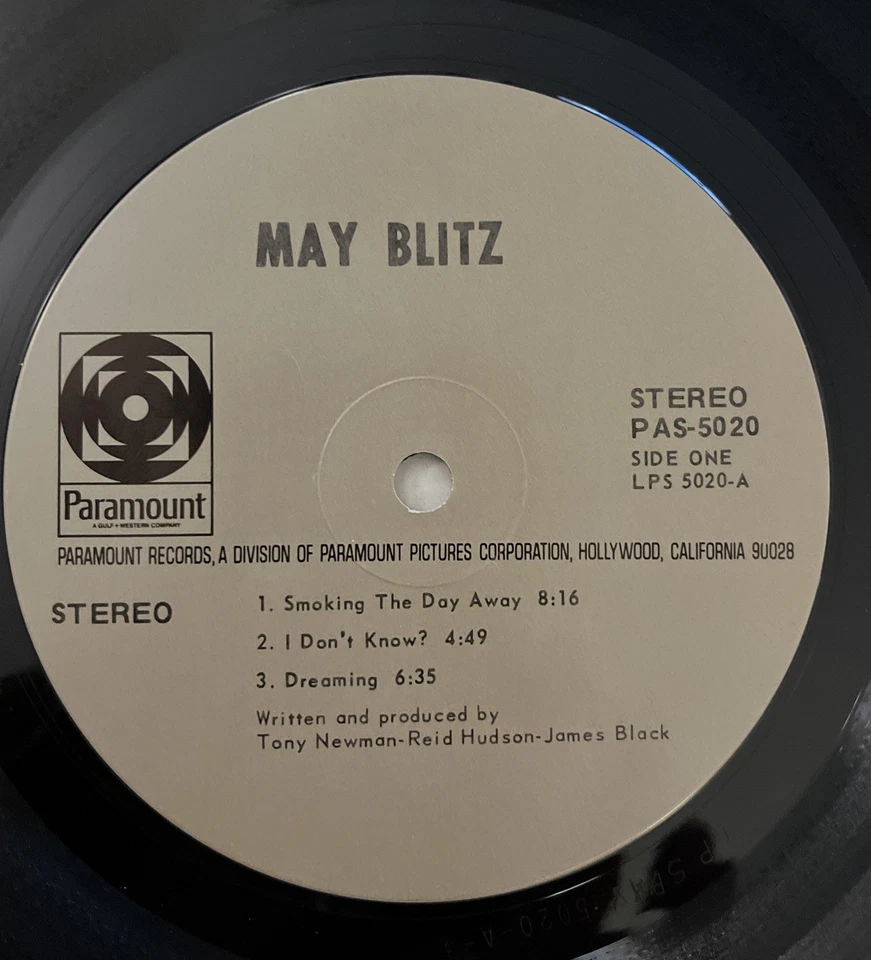 MAY BLITZ
Paramount
A GULF + WESTERN COMPANY
STEREO
PAS-5020
SIDE ONE
LPS 5020-A
PARAMOUNT RECORDS, A DIVISION OF PARAMOUNT PICTURES CORPORATION, HOLLYWOOD, CALIFORNIA 90028
STEREO
1. Smoking The Day Away 8:16
2. I Don't Know? 4:49
3. Dreaming 6:35
Written and produced by
Tony Newman-Reid Hudson-James Black